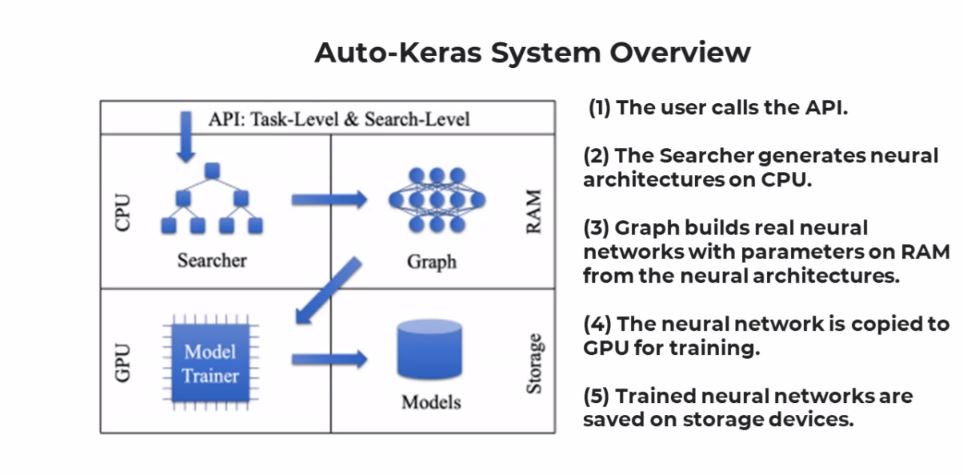 Auto-Keras System Overview
API: Task-Level & Search-Level
CPU
Searcher
Graph
RAM
GPU
Model
Trainer
Models
Storage
(1) The user calls the API.
(2) The Searcher generates neural
architectures on CPU.
(3) Graph builds real neural
networks with parameters on RAM
from the neural architectures.
(4) The neural network is copied to
GPU for training.
(5) Trained neural networks are
saved on storage devices.